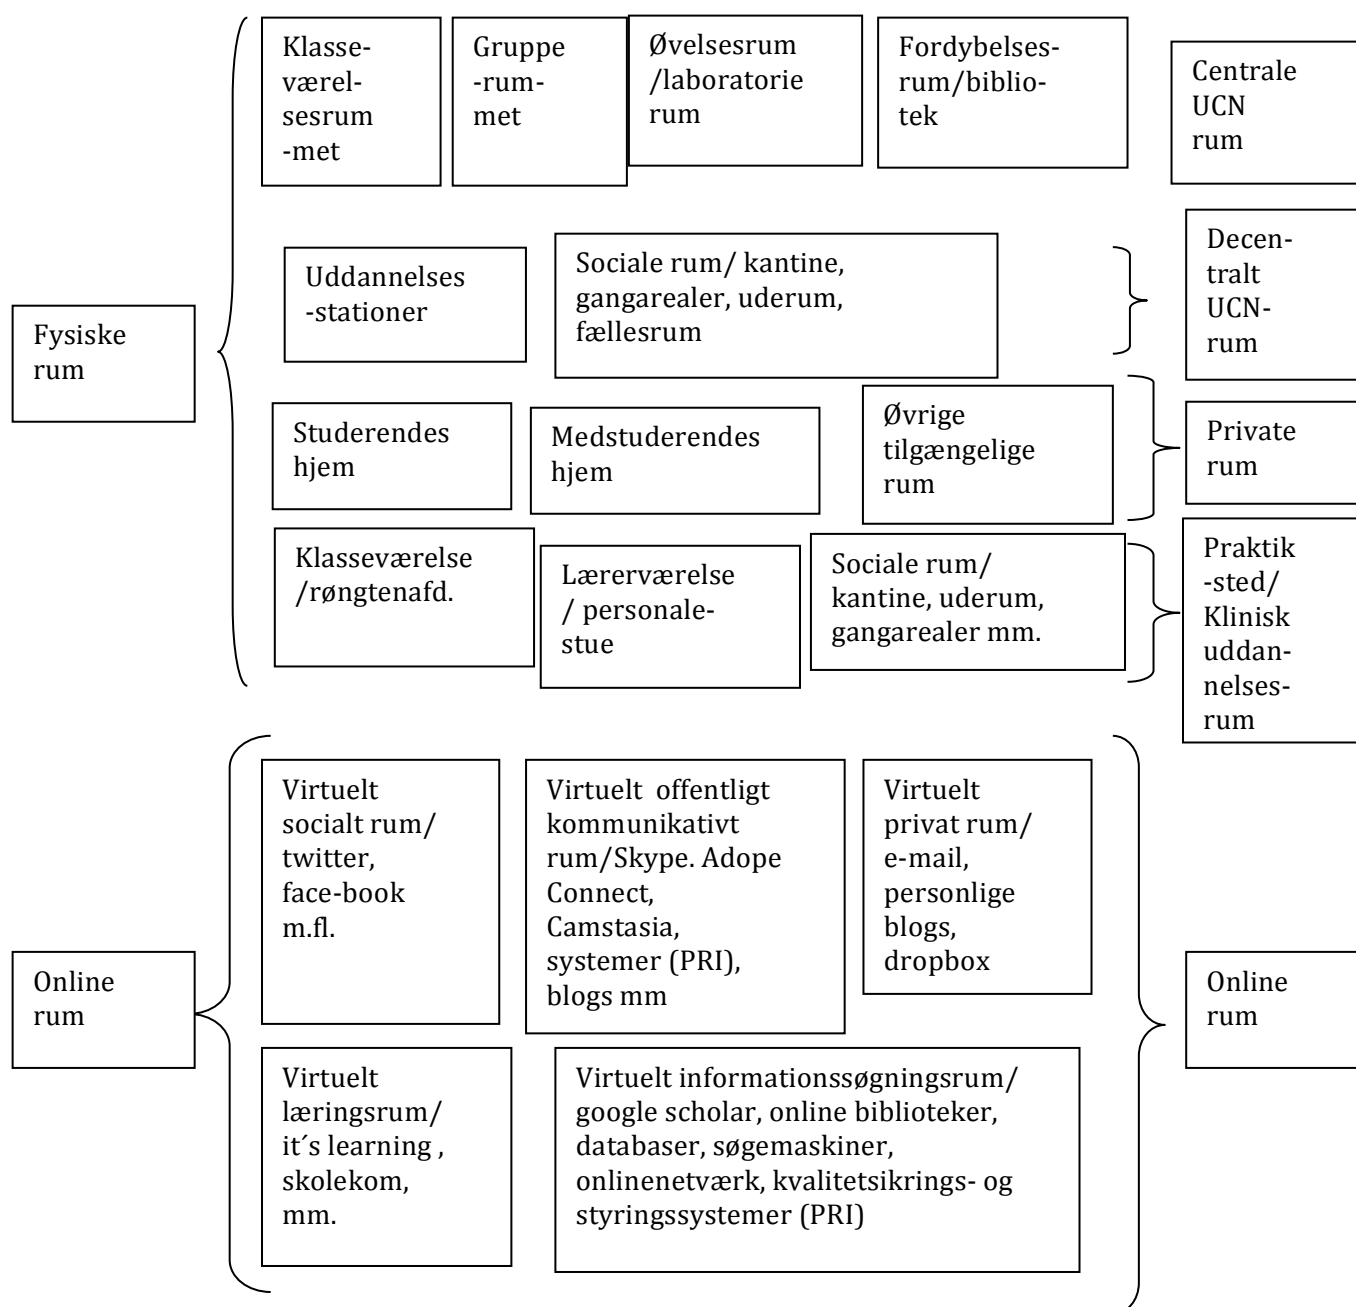 Klasse-
værel-
sesrum
-met
Gruppe
-rum-
met
Øvelsesrum
/laboratorie
rum
Fordybelses-
rum/biblio-
tek
Centrale
UCN
rum
Uddannelses
-stationer
Sociale rum/ kantine,
gangarealer, uderum,
fællesrum
Decen-
tralt
UCN-
rum
Fysiske
rum
Studerendes
hjem
Medstuderendes
hjem
Øvrige
tilgængelige
rum
Private
rum
Klasseværelse
/røngtenafd.
Lærerværelse
/ personale-
stue
Sociale rum/
kantine, uderum,
gangarealer mm.
Praktik
-sted/
Klinisk
uddan-
nelses-
rum
Virtuelt
socialt rum/
twitter,
face-book
m.fl.
Virtuelt offentligt
kommunikativt
rum/Skype. Adope
Connect,
Camstasia,
systemer (PRI),
blogs mm
Virtuelt
privat rum/
e-mail,
personlige
blogs,
dropbox
Online
rum
Online
rum
Virtuelt
læringsrum/
it´s learning ,
skolekom,
mm.
Virtuelt informationssøgningsrum/
google scholar, online biblioteker,
databaser, søgemaskiner,
onlinenetværk, kvalitetsikrings- og
styringssystemer (PRI)